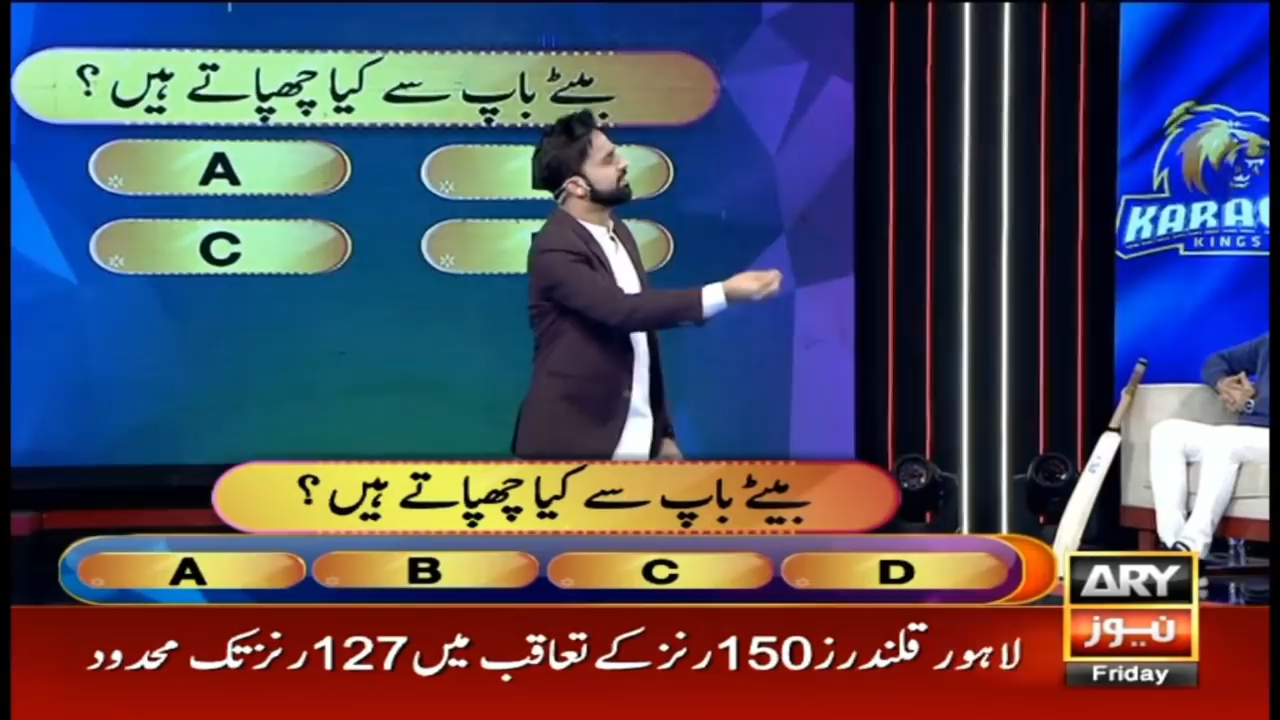 بیٹے باپ سے کیا چھپاتے ہیں ؟
A
C
KARAC
KINGS
بیٹے باپ سے کیا چھپاتے ہیں ؟
A B C D
لاہور قلندرز 150 رنز کے تعاقب میں 127 رنز تک محدود
ARY
نیوز
Friday